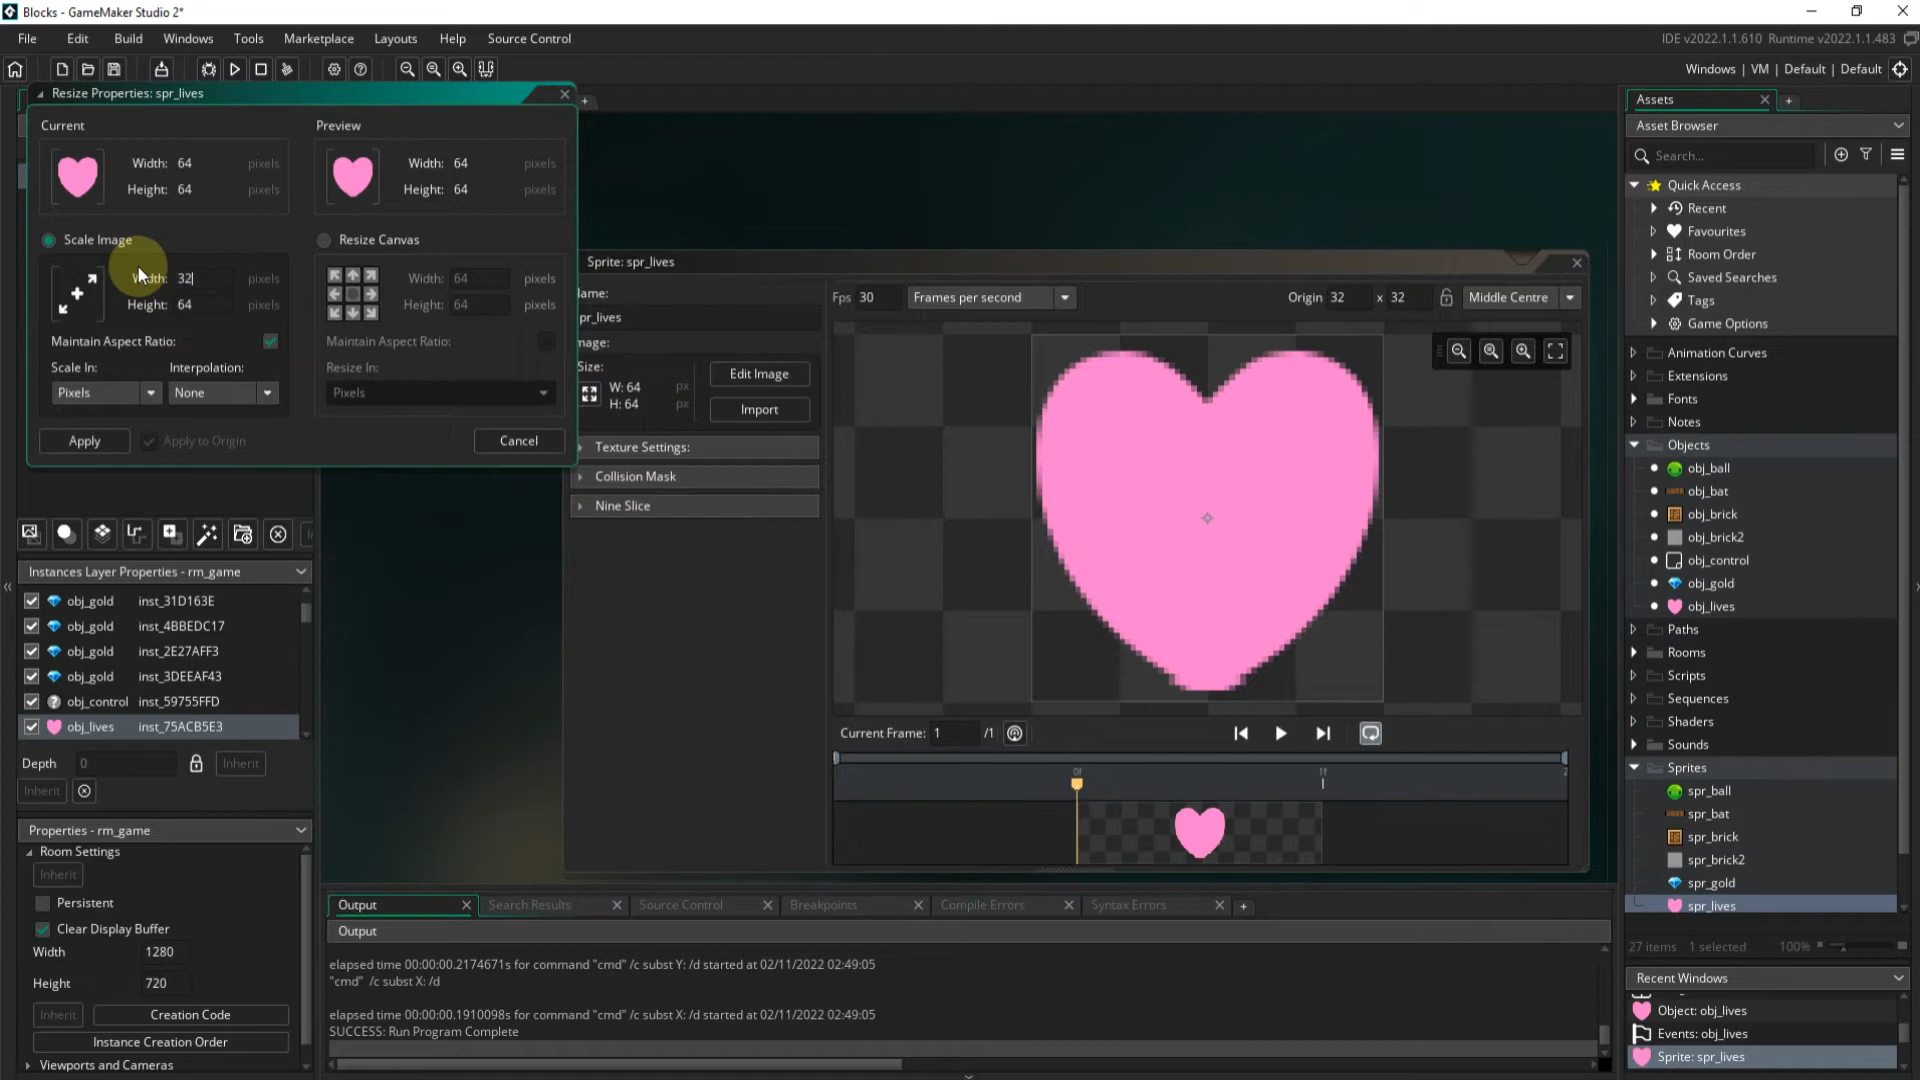 Blocks - GameMaker Studio 2*
File Edit Build Windows Tools Marketplace Layouts Help Source Control
IDE v2022.1.1.610 Runtime v2022.1.1.483
Windows | VM | Default | Default
Resize Properties: spr_lives
Current
Width: 64 pixels
Height: 64 pixels
Preview
Width: 64 pixels
Height: 64 pixels
Scale Image
Width: 32 pixels
Height: 64 pixels
Maintain Aspect Ratio:
Scale In: Interpolation:
Pixels None
Resize Canvas
Width: 64 pixels
Height: 64 pixels
Maintain Aspect Ratio:
Resize In:
Pixels
Apply Apply to Origin Cancel
Sprite: spr_lives
ame:
pr_lives
mage:
Size:
W: 64 px
H: 64 px
Edit Image
Import
Texture Settings:
Collision Mask
Nine Slice
Fps 30 Frames per second Origin 32 x 32 Middle Centre
Current Frame: 1 /1
0f 1f 2
Instances Layer Properties - rm_game
obj_gold inst_31D163E
obj_gold inst_4BBEDC17
obj_gold inst_2E27AFF3
obj_gold inst_3DEEAF43
obj_control inst_59755FFD
obj_lives inst_75ACB5E3
Depth 0 Inherit
Inherit
Properties - rm_game
Room Settings
Inherit
Persistent
Clear Display Buffer
Width 1280
Height 720
Inherit Creation Code
Instance Creation Order
Viewports and Cameras
Output Search Results Source Control Breakpoints Compile Errors Syntax Errors
Output
elapsed time 00:00:00.2174671s for command "cmd" /c subst Y: /d started at 02/11/2022 02:49:05
"cmd" /c subst X: /d
elapsed time 00:00:00.1910098s for command "cmd" /c subst X: /d started at 02/11/2022 02:49:05
SUCCESS: Run Program Complete
Assets
Asset Browser
Search...
Quick Access
Recent
Favourites
Room Order
Saved Searches
Tags
Game Options
Animation Curves
Extensions
Fonts
Notes
Objects
obj_ball
obj_bat
obj_brick
obj_brick2
obj_control
obj_gold
obj_lives
Paths
Rooms
Scripts
Sequences
Shaders
Sounds
Sprites
spr_ball
spr_bat
spr_brick
spr_brick2
spr_gold
spr_lives
27 items 1 selected 100%
Recent Windows
Object: obj_lives
Events: obj_lives
Sprite: spr_lives